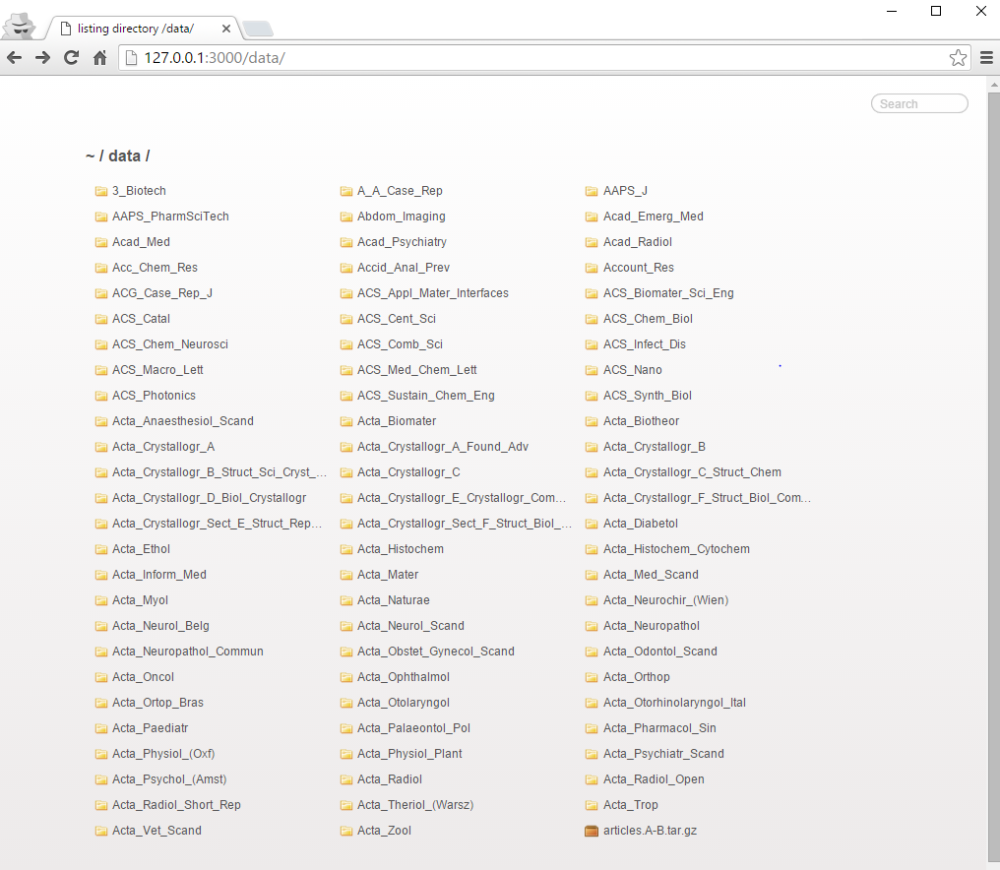 listing directory /data/
127.0.0.1:3000/data/
Search
~ / data /
3_Biotech A_A_Case_Rep AAPS_J
AAPS_PharmSciTech Abdom_Imaging Acad_Emerg_Med
Acad_Med Acad_Psychiatry Acad_Radiol
Acc_Chem_Res Accid_Anal_Prev Account_Res
ACG_Case_Rep_J ACS_Appl_Mater_Interfaces ACS_Biomater_Sci_Eng
ACS_Catal ACS_Cent_Sci ACS_Chem_Biol
ACS_Chem_Neurosci ACS_Comb_Sci ACS_Infect_Dis
ACS_Macro_Lett ACS_Med_Chem_Lett ACS_Nano
ACS_Photonics ACS_Sustain_Chem_Eng ACS_Synth_Biol
Acta_Anaesthesiol_Scand Acta_Biomater Acta_Biotheor
Acta_Crystallogr_A Acta_Crystallogr_A_Found_Adv Acta_Crystallogr_B
Acta_Crystallogr_B_Struct_Sci_Cryst_... Acta_Crystallogr_C Acta_Crystallogr_C_Struct_Chem
Acta_Crystallogr_D_Biol_Crystallogr Acta_Crystallogr_E_Crystallogr_Com... Acta_Crystallogr_F_Struct_Biol_Com...
Acta_Crystallogr_Sect_E_Struct_Rep... Acta_Crystallogr_Sect_F_Struct_Biol_... Acta_Diabetol
Acta_Ethol Acta_Histochem Acta_Histochem_Cytochem
Acta_Inform_Med Acta_Mater Acta_Med_Scand
Acta_Myol Acta_Naturae Acta_Neurochir_(Wien)
Acta_Neurol_Belg Acta_Neurol_Scand Acta_Neuropathol
Acta_Neuropathol_Commun Acta_Obstet_Gynecol_Scand Acta_Odontol_Scand
Acta_Oncol Acta_Ophthalmol Acta_Orthop
Acta_Ortop_Bras Acta_Otolaryngol Acta_Otorhinolaryngol_Ital
Acta_Paediatr Acta_Palaeontol_Pol Acta_Pharmacol_Sin
Acta_Physiol_(Oxf) Acta_Physiol_Plant Acta_Psychiatr_Scand
Acta_Psychol_(Amst) Acta_Radiol Acta_Radiol_Open
Acta_Radiol_Short_Rep Acta_Theriol_(Warsz) Acta_Trop
Acta_Vet_Scand Acta_Zool articles.A-B.tar.gz